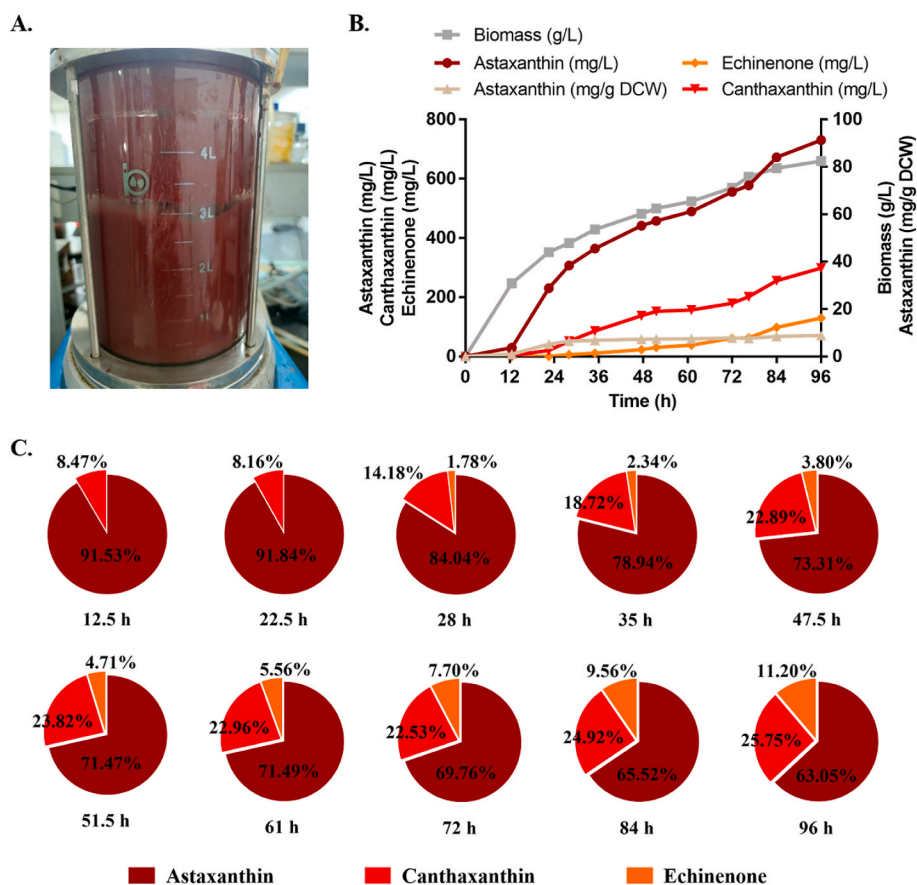 A.
4L
3L
2L
1L
B.
Biomass (g/L)
Astaxanthin (mg/L)
Echinenone (mg/L)
Astaxanthin (mg/g DCW)
Canthaxanthin (mg/L)
Astaxanthin (mg/L)
Canthaxanthin (mg/L)
Echinenone (mg/L)
800
600
400
200
0
100
80
60
40
20
0
Biomass (g/L)
Astaxanthin (mg/g DCW)
0 12 24 36 48 60 72 84 96
Time (h)
C.
8.47%
91.53%
12.5 h
8.16%
91.84%
22.5 h
14.18%
1.78%
84.04%
28 h
2.34%
18.72%
78.94%
35 h
3.80%
22.89%
73.31%
47.5 h
4.71%
23.82%
71.47%
51.5 h
5.56%
22.96%
71.49%
61 h
7.70%
22.53%
69.76%
72 h
9.56%
24.92%
65.52%
84 h
11.20%
25.75%
63.05%
96 h
Astaxanthin
Canthaxanthin
Echinenone